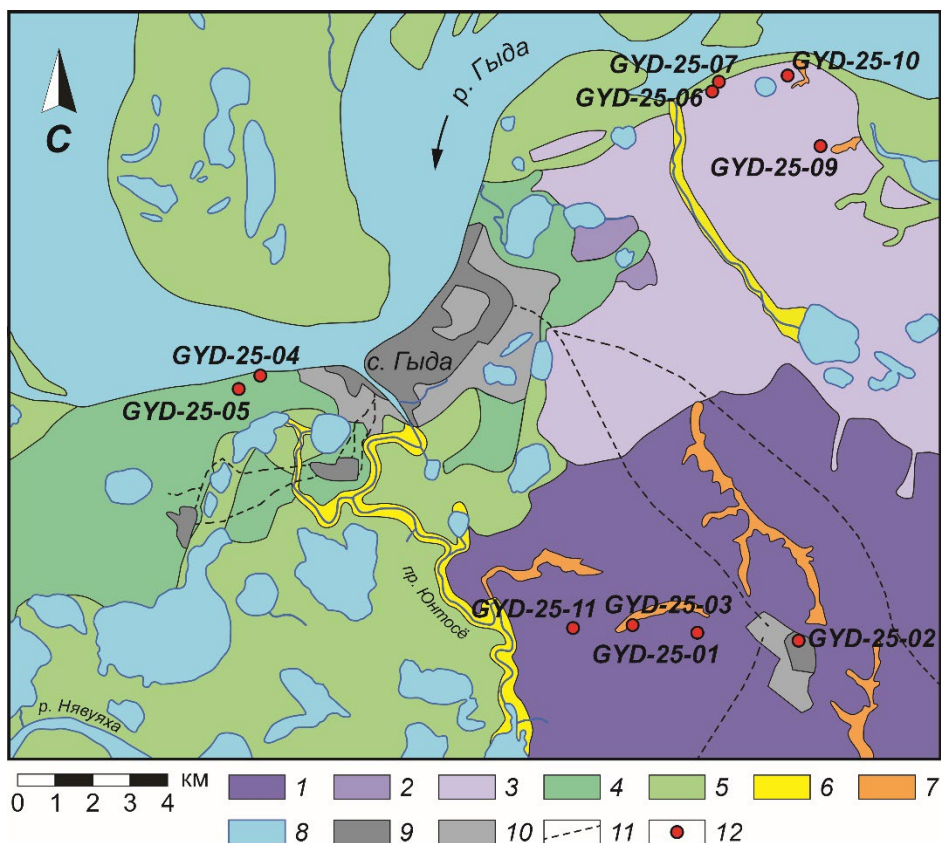 GYD-25-07
GYD-25-10
GYD-25-06
р. Гыда
С
GYD-25-09
GYD-25-04
с. Гыда
GYD-25-05
GYD-25-11
GYD-25-03
GYD-25-01
GYD-25-02
пр. Юнтосё
р. Нявуяха
км
0 1 2 3 4
1 2 3 4 5 6 7
8 9 10 11 12